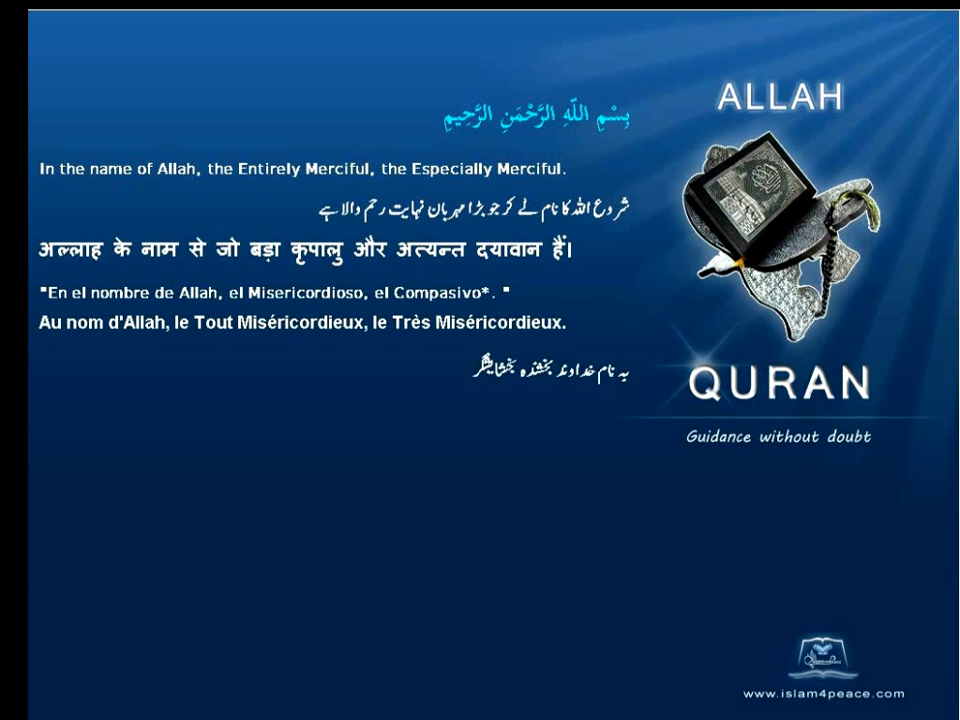 بِسْمِ اللّهِ الرَّحْمَنِ الرَّحِيمِ
In the name of Allah, the Entirely Merciful, the Especially Merciful.
شروع اللہ کا نام لے کر جو بڑا مہربان نہایت رحم والا ہے
अल्लाह के नाम से जो बड़ा कृपालु और अत्यन्त दयावान हैं।
"En el nombre de Allah, el Misericordioso, el Compasivo*. "
Au nom d'Allah, le Tout Miséricordieux, le Très Miséricordieux.
به نام خداوند بخشنده بخشایشگر
ALLAH
QURAN
Guidance without doubt
www.islam4peace.com